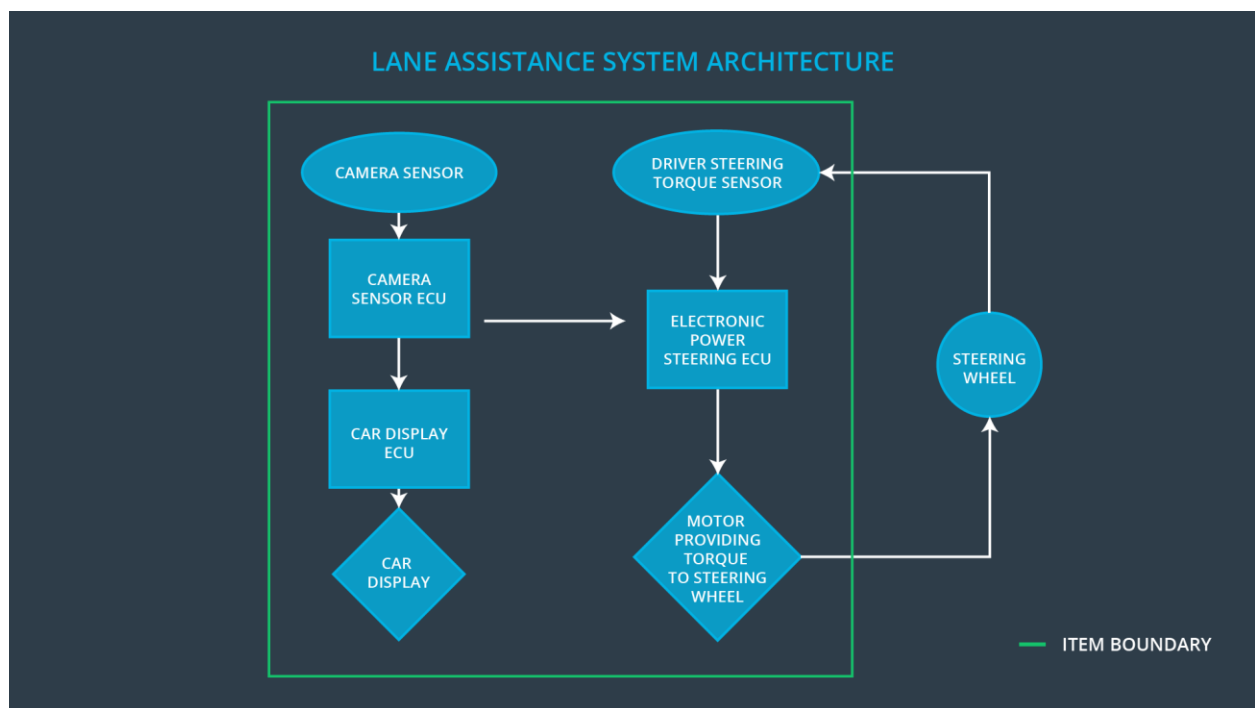 LANE ASSISTANCE SYSTEM ARCHITECTURE
CAMERA SENSOR
CAMERA
SENSOR ECU
CAR DISPLAY
ECU
CAR
DISPLAY
DRIVER STEERING
TORQUE SENSOR
ELECTRONIC
POWER
STEERING ECU
MOTOR
PROVIDING
TORQUE
TO STEERING
WHEEL
STEERING
WHEEL
ITEM BOUNDARY